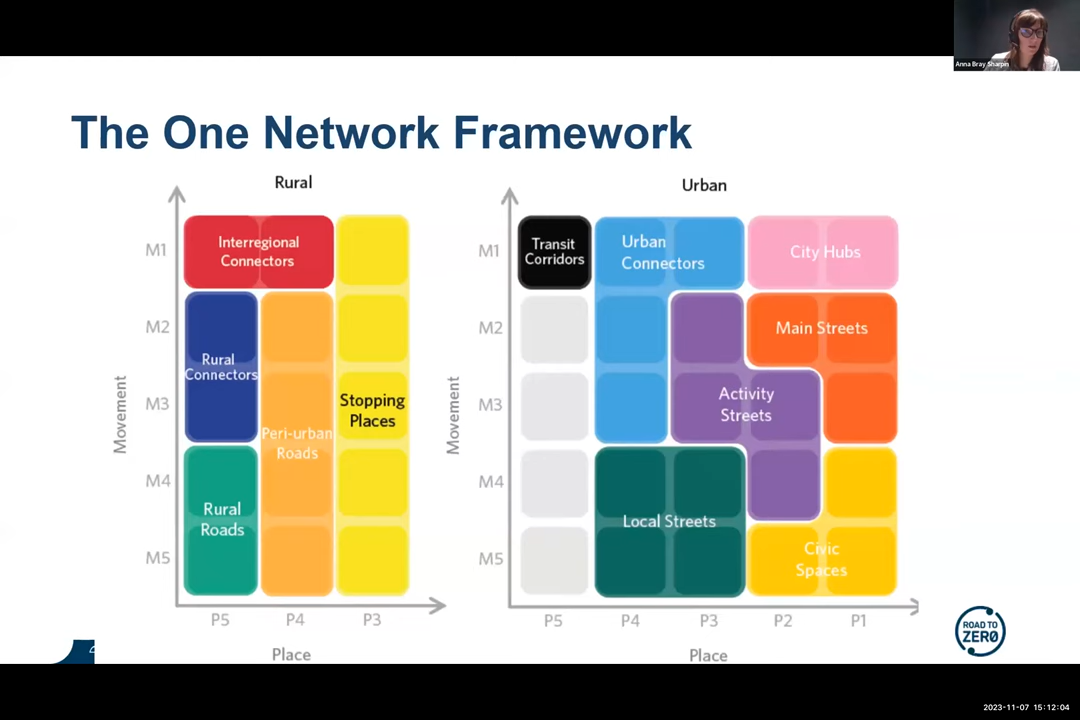 Anna Bray Sharpin
The One Network Framework
Rural
Urban
M1
M2
M3
M4
M5
Movement
Interregional
Connectors
Rural
Connectors
Peri-urban
Roads
Stopping
Places
Rural
Roads
P5
P4
P3
Place
M1
M2
M3
M4
M5
Movement
Transit
Corridors
Urban
Connectors
City Hubs
Main Streets
Activity
Streets
Local Streets
Civic
Spaces
P5
P4
P3
P2
P1
Place
ROAD TO
ZERO
2023-11-07 15:12:04